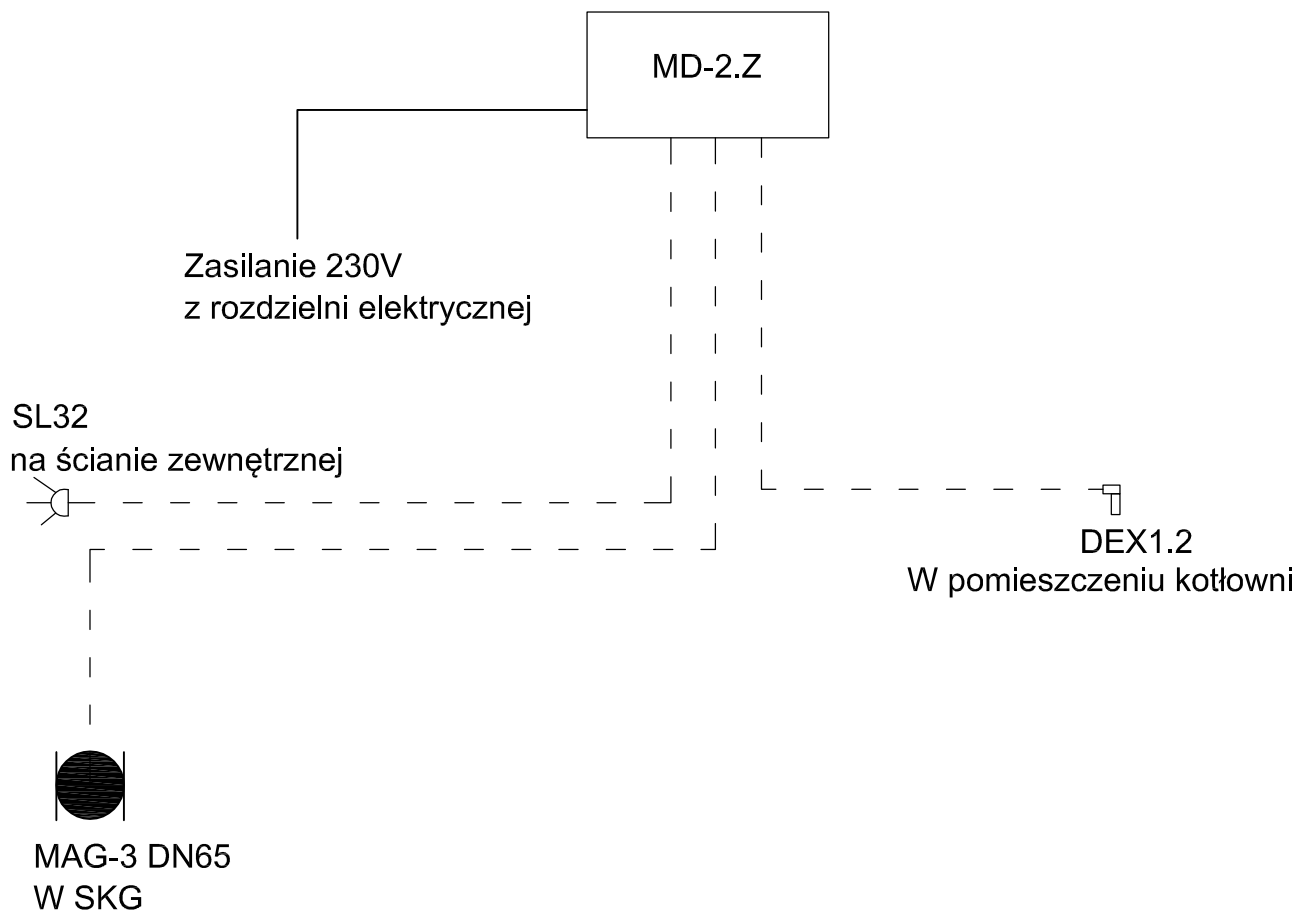 MD-2.Z
Zasilanie 230V
z rozdzielni elektrycznej
SL32
na ścianie zewnętrznej
DEX1.2
W pomieszczeniu kotłowni
MAG-3 DN65
W SKG